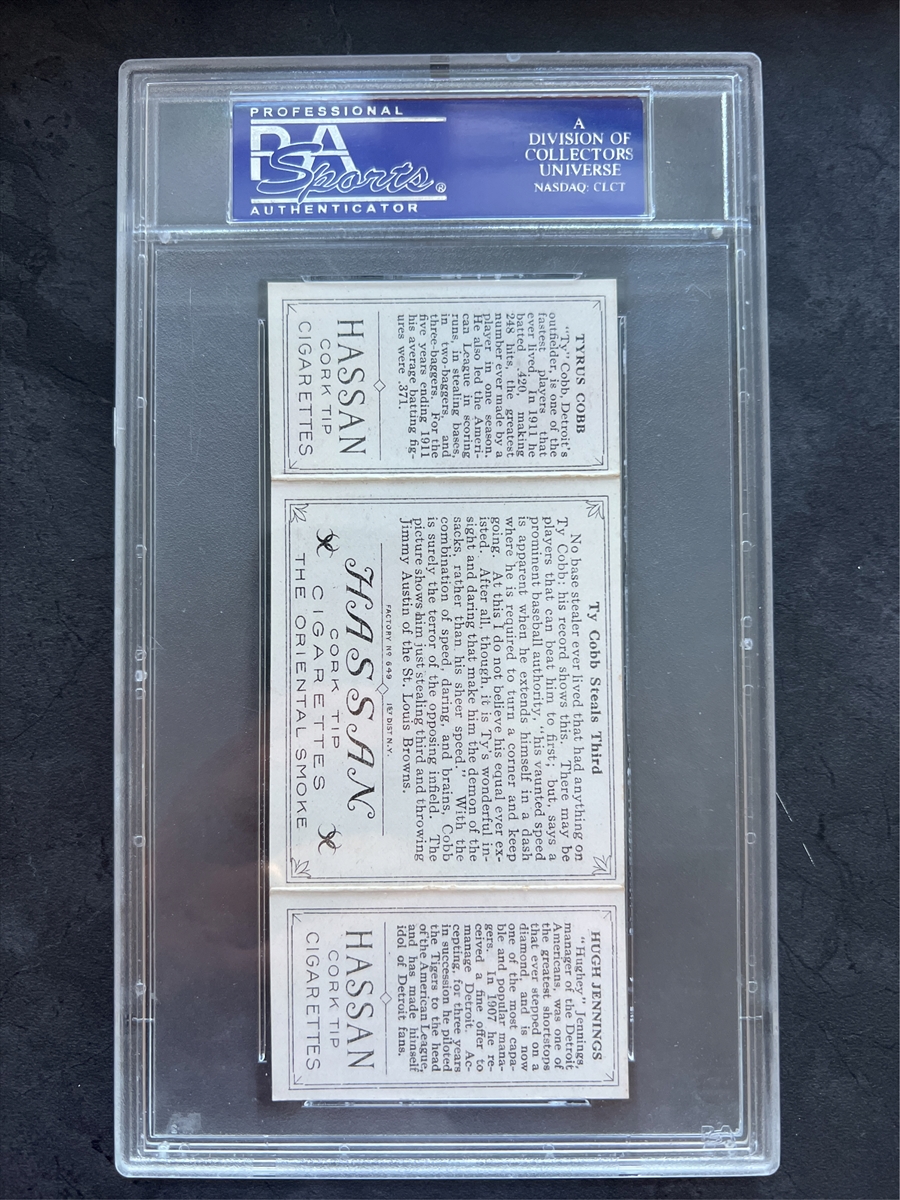 PROFESSIONAL
PSA
Sports®
AUTHENTICATOR
A
DIVISION OF
COLLECTORS
UNIVERSE
NASDAQ: CLCT
TYRUS COBB
"Ty" Cobb, Detroit's
outfielder, is one of the
fastest players that
ever lived. In 1911 he
batted .420, making
248 hits, the greatest
number ever made by a
player in one season.
He also led the Ameri-
can League in scoring
runs, in stealing bases,
in two-baggers, and
three-baggers. For the
five years ending 1911
his average batting fig-
ures were .371.
HASSAN
CORK TIP
CIGARETTES
Ty Cobb Steals Third
No base stealer ever lived that had anything on
Ty Cobb; his record shows this. There may be
players that can beat him to first; but, says a
prominent baseball authority, "his vaunted speed
is apparent when he extends himself in a dash
where he is required to turn a corner and keep
going. At this I do not believe his equal ever ex-
isted. After all, though, it is Ty's wonderful in-
sight and daring that make him the demon of the
sacks, rather than his sheer speed." With the
combination of speed, daring, and brains, Cobb
is surely the terror of the opposing infield. The
picture shows him just stealing third and throwing
Jimmy Austin of the St. Louis Browns.
FACTORY Nº 649 1ST DIST. N.Y.
HASSAN
CORK TIP
CIGARETTES
THE ORIENTAL SMOKE
HUGH JENNINGS
"Hughey" Jennings,
manager of the Detroit
Americans, was one of
the greatest shortstops
that ever stepped on a
diamond, and is now
one of the most capa-
ble and popular mana-
gers. In 1907 he re-
ceived a fine offer to
manage Detroit. Ac-
cepting, for three years
in succession he piloted
the Tigers to the head
of the American League,
and has made himself
idol of Detroit fans.
HASSAN
CORK TIP
CIGARETTES
PSA